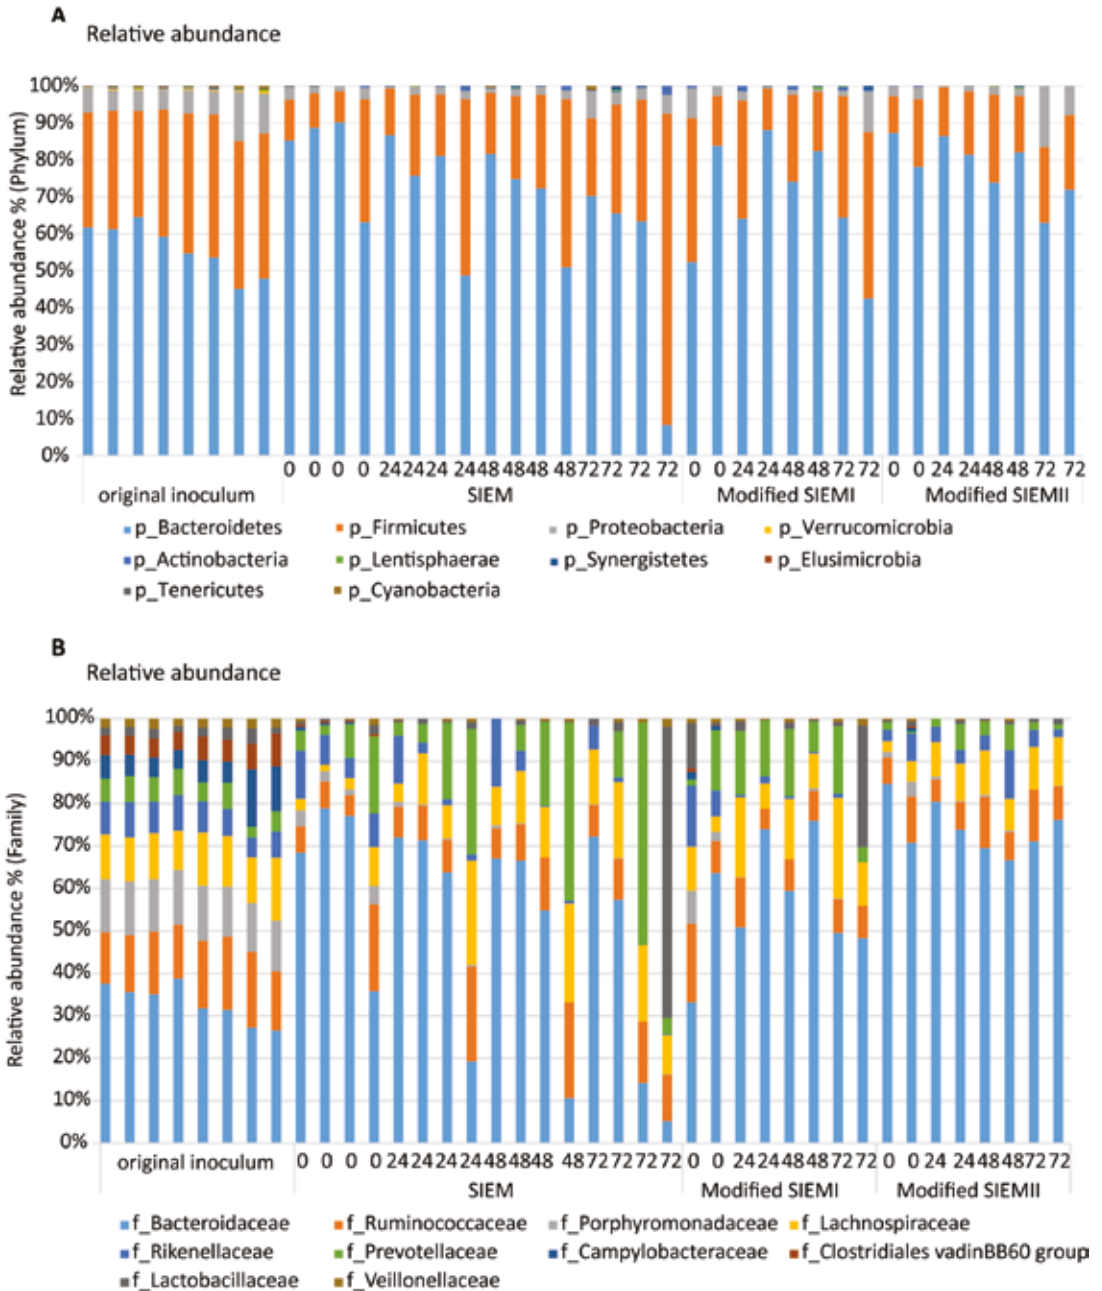 A
Relative abundance
Relative abundance % (Phylum)
100%
90%
80%
70%
60%
50%
40%
30%
20%
10%
0%
0 0 0 0 24 24 24 24 48 48 48 48 72 72 72 72 0 0 24 24 48 48 72 72 0 0 24 24 48 48 72 72
original inoculum SIEM Modified SIEMI Modified SIEMII
p_Bacteroidetes p_Firmicutes p_Proteobacteria p_Verrucomicrobia
p_Actinobacteria p_Lentisphaerae p_Synergistetes p_Elusimicrobia
p_Tenericutes p_Cyanobacteria
B
Relative abundance
Relative abundance % (Family)
100%
90%
80%
70%
60%
50%
40%
30%
20%
10%
0%
original inoculum 0 0 0 0 24 24 24 24 48 48 48 48 72 72 72 72 0 0 24 24 48 48 72 72 0 0 24 24 48 48 72 72
SIEM Modified SIEMI Modified SIEMII
f_Bacteroidaceae f_Ruminococcaceae f_Porphyromonadaceae f_Lachnospiraceae
f_Rikenellaceae f_Prevotellaceae f_Campylobacteraceae f_Clostridiales vadinBB60 group
f_Lactobacillaceae f_Veillonellaceae